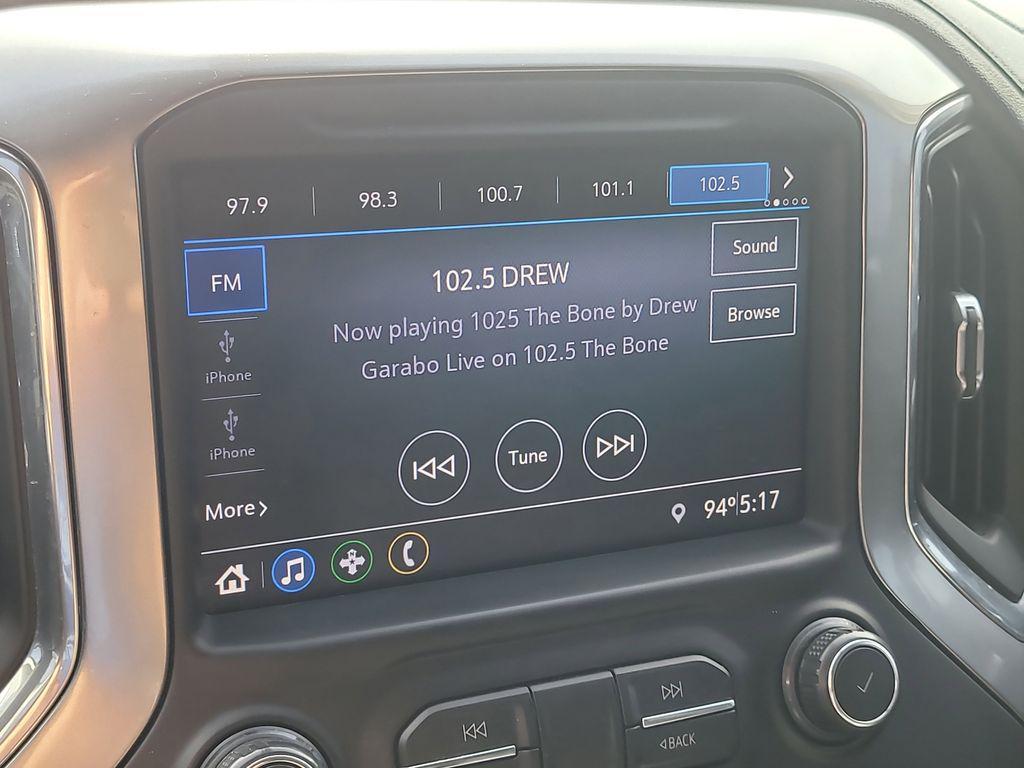 97.9 98.3 100.7 101.1 102.5
FM
102.5 DREW
Sound
Now playing 1025 The Bone by Drew
Garabo Live on 102.5 The Bone
Browse
iPhone
iPhone
Tune
More
94° 5:17
BACK